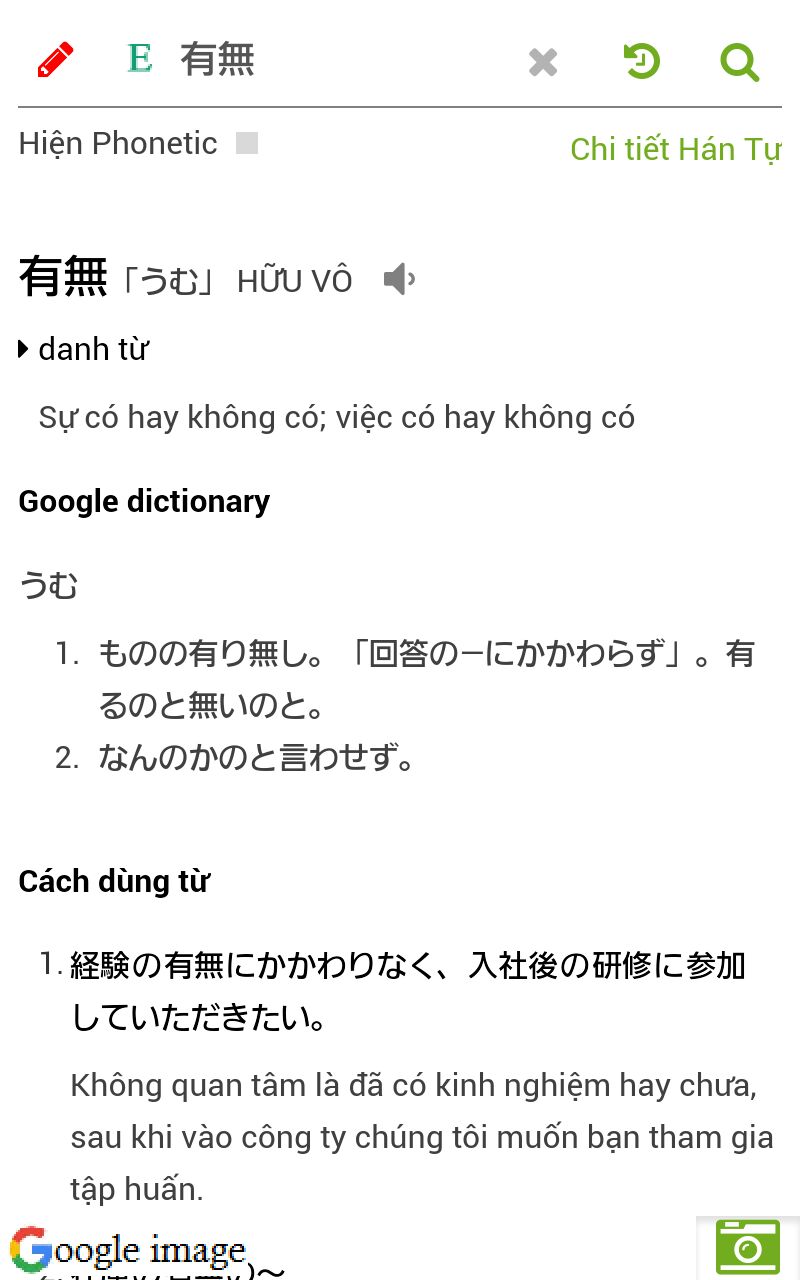 E 有無
Hiện Phonetic
Chi tiết Hán Tự
有無「うむ」 HỮU VÔ
danh từ
Sự có hay không có; việc có hay không có
Google dictionary
うむ
1. ものの有り無し。「回答の−にかかわらず」。有
るのと無いのと。
2. なんのかのと言わせず。
Cách dùng từ
1. 経験の有無にかかわりなく、入社後の研修に参加
していただきたい。
Không quan tâm là đã có kinh nghiệm hay chưa,
sau khi vào công ty chúng tôi muốn bạn tham gia
tập huấn.
Google image